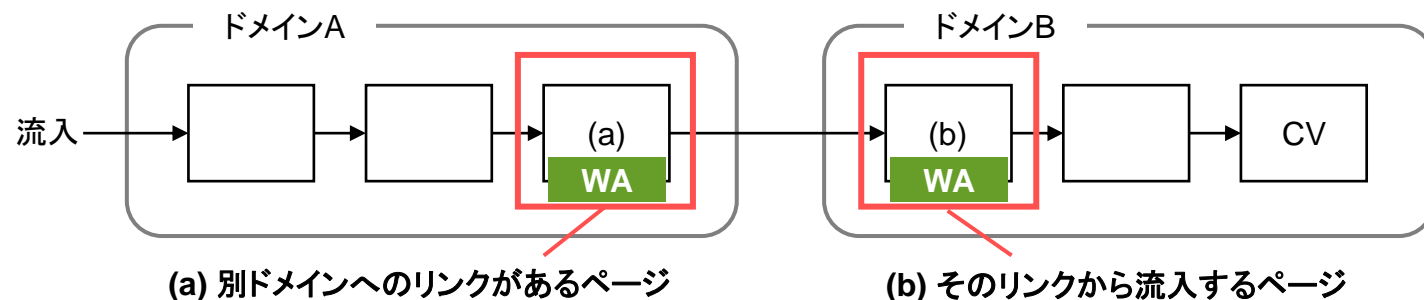 ドメインA
ドメインB
流入
(a)
WA
(b)
WA
CV
(a) 別ドメインへのリンクがあるページ
(b) そのリンクから流入するページ